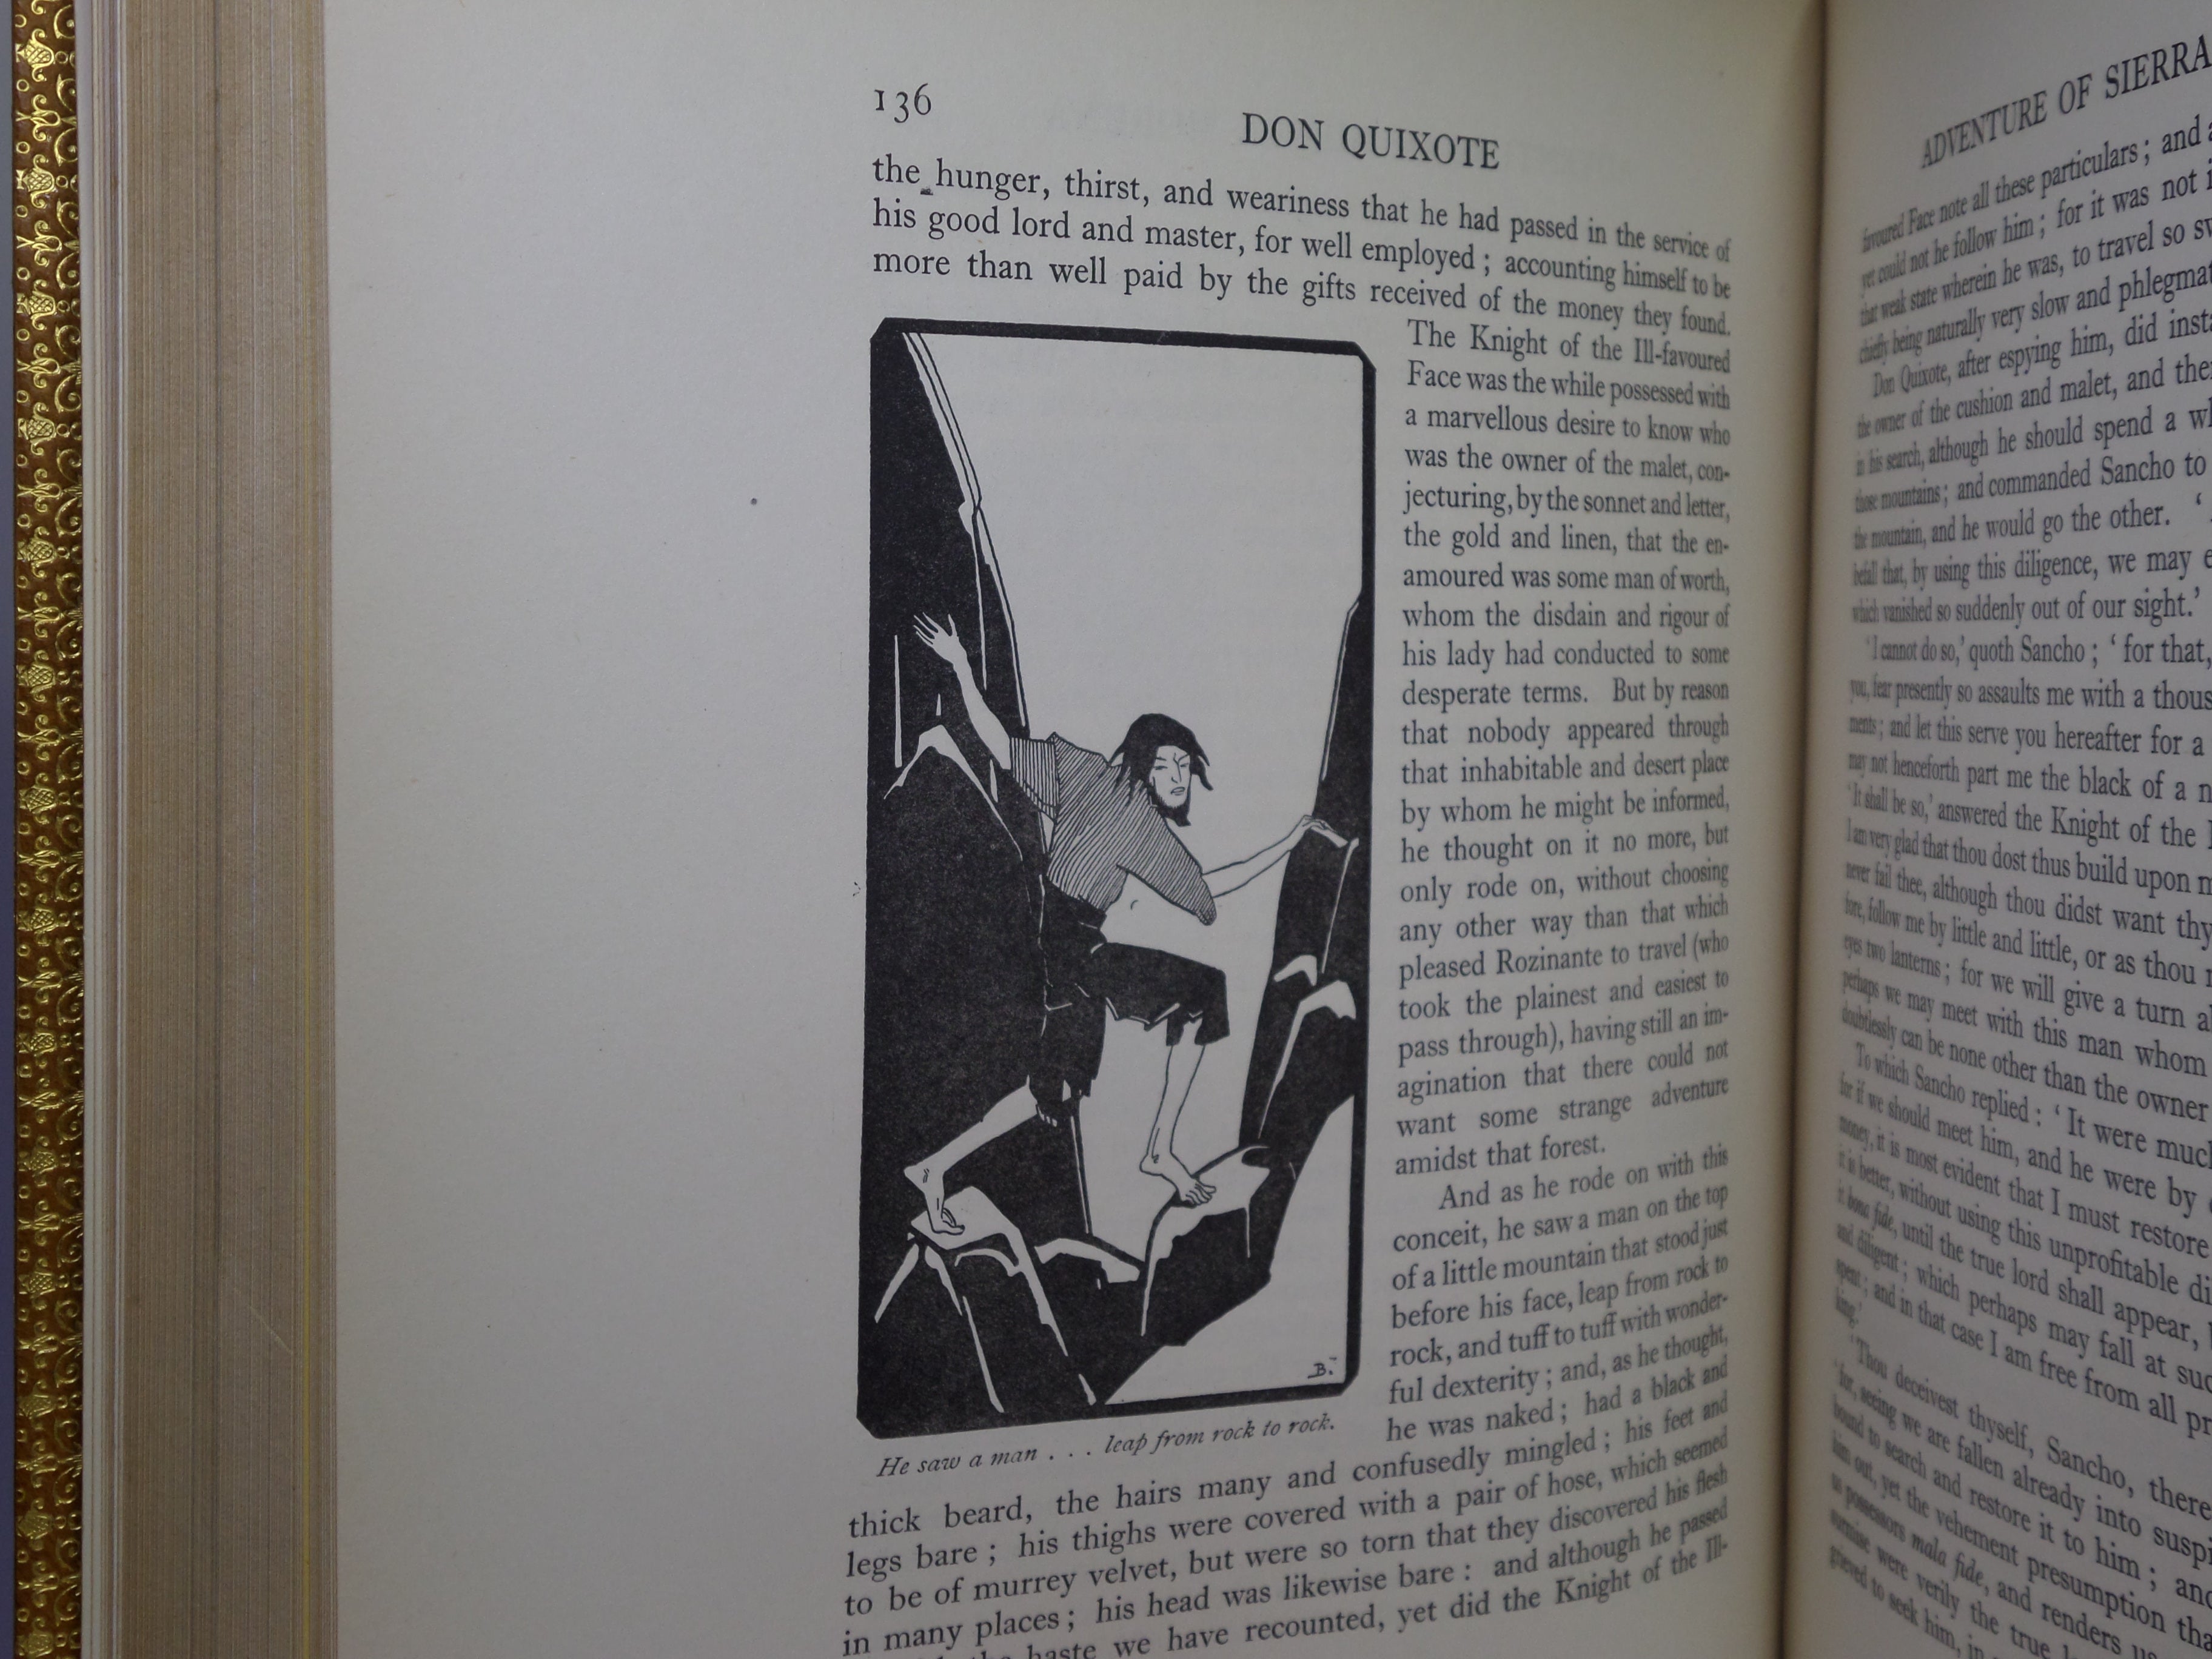 136
DON QUIXOTE
the hunger, thirst, and weariness that he had passed in the service of
his good lord and master, for well employed ; accounting himself to be
more than well paid by the gifts received of the money they found.
The Knight of the Ill-favoured
Face was the while possessed with
a marvellous desire to know who
was the owner of the malet, con-
jecturing, by the sonnet and letter,
the gold and linen, that the en-
amoured was some man of worth,
whom the disdain and rigour of
his lady had conducted to some
desperate terms. But by reason
that nobody appeared through
that inhabitable and desert place
by whom he might be informed,
he thought on it no more, but
only rode on, without choosing
any other way than that which
pleased Rozinante to travel (who
took the plainest and easiest to
pass through), having still an im-
agination that there could not
want some strange adventure
amidst that forest.
And as he rode on with this
conceit, he saw a man on the top
of a little mountain that stood just
before his face, leap from rock to
rock, and tuff to tuff with wonder-
ful dexterity ; and, as he thought,
he was naked ; had a black and
B.
He saw a man . . . leap from rock to rock.
thick beard, the hairs many and confusedly mingled ; his feet and
legs bare ; his thighs were covered with a pair of hose, which seemed
to be of murrey velvet, but were so torn that they discovered his flesh
in many places ; his head was likewise bare : and although he passed
haste we have recounted, yet did the Knight of the Ill-
ADVENTURE OF SIERRA
favoured Face note all these particulars ; and
yet could not he follow him ; for it was not
that weak state wherein he was, to travel so
chiefly being naturally very slow and
Don Quixote, after espying him, did
the owner of the cushion and malet, and
in his search, although he should spend a
those mountains ; and commanded Sancho to
the mountain, and he would go the other. ‘
befall that, by using this diligence, we may
which vanished so suddenly out of our sight.’
‘ I cannot do so,’ quoth Sancho ; ‘ for that,
you, fear presently so assaults me with a
ments ; and let this serve you hereafter for a
may not henceforth part me the black of a
‘ It shall be so,’ answered the Knight of the
I am very glad that thou dost thus build upon
never fail thee, although thou didst want thy
fore, follow me by little and little, or as thou
eyes two lanterns ; for we will give a turn
perhaps we may meet with this man whom
doubtlessly can be none other than the owner
To which Sancho replied : ‘ It were much
for if we should meet him, and he were by
money, it is most evident that I must restore
it is better, without using this unprofitable
it bona fide, until the true lord shall appear,
and diligent ; which perhaps may fall at
spent ; and in that case I am free from all
king.’
‘ Thou deceivest thyself, Sancho,
‘ for, seeing we are fallen already into
bound to search and restore it to him ;
him out, yet the vehement presumption
us possessors mala fide, and renders
surmise were verily the true
grieved to seek him, in